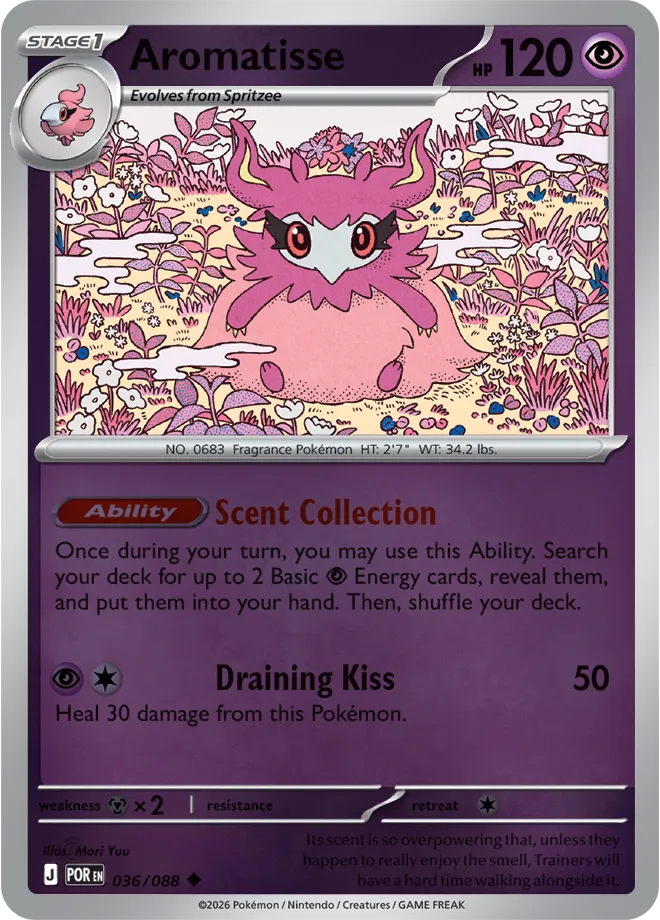 STAGE 1
Aromatisse
HP 120
Evolves from Spritzee
NO. 0683 Fragrance Pokémon HT: 2'7" WT: 34.2 lbs.
Ability Scent Collection
Once during your turn, you may use this Ability. Search
your deck for up to 2 Basic Energy cards, reveal them,
and put them into your hand. Then, shuffle your deck.
Draining Kiss 50
Heal 30 damage from this Pokémon.
weakness ×2 resistance retreat
Illus. Mori Yuu
Its scent is so overpowering that, unless they
happen to really enjoy the smell, Trainers will
have a hard time walking alongside it.
J POR EN 036/088
©2026 Pokémon / Nintendo / Creatures / GAME FREAK